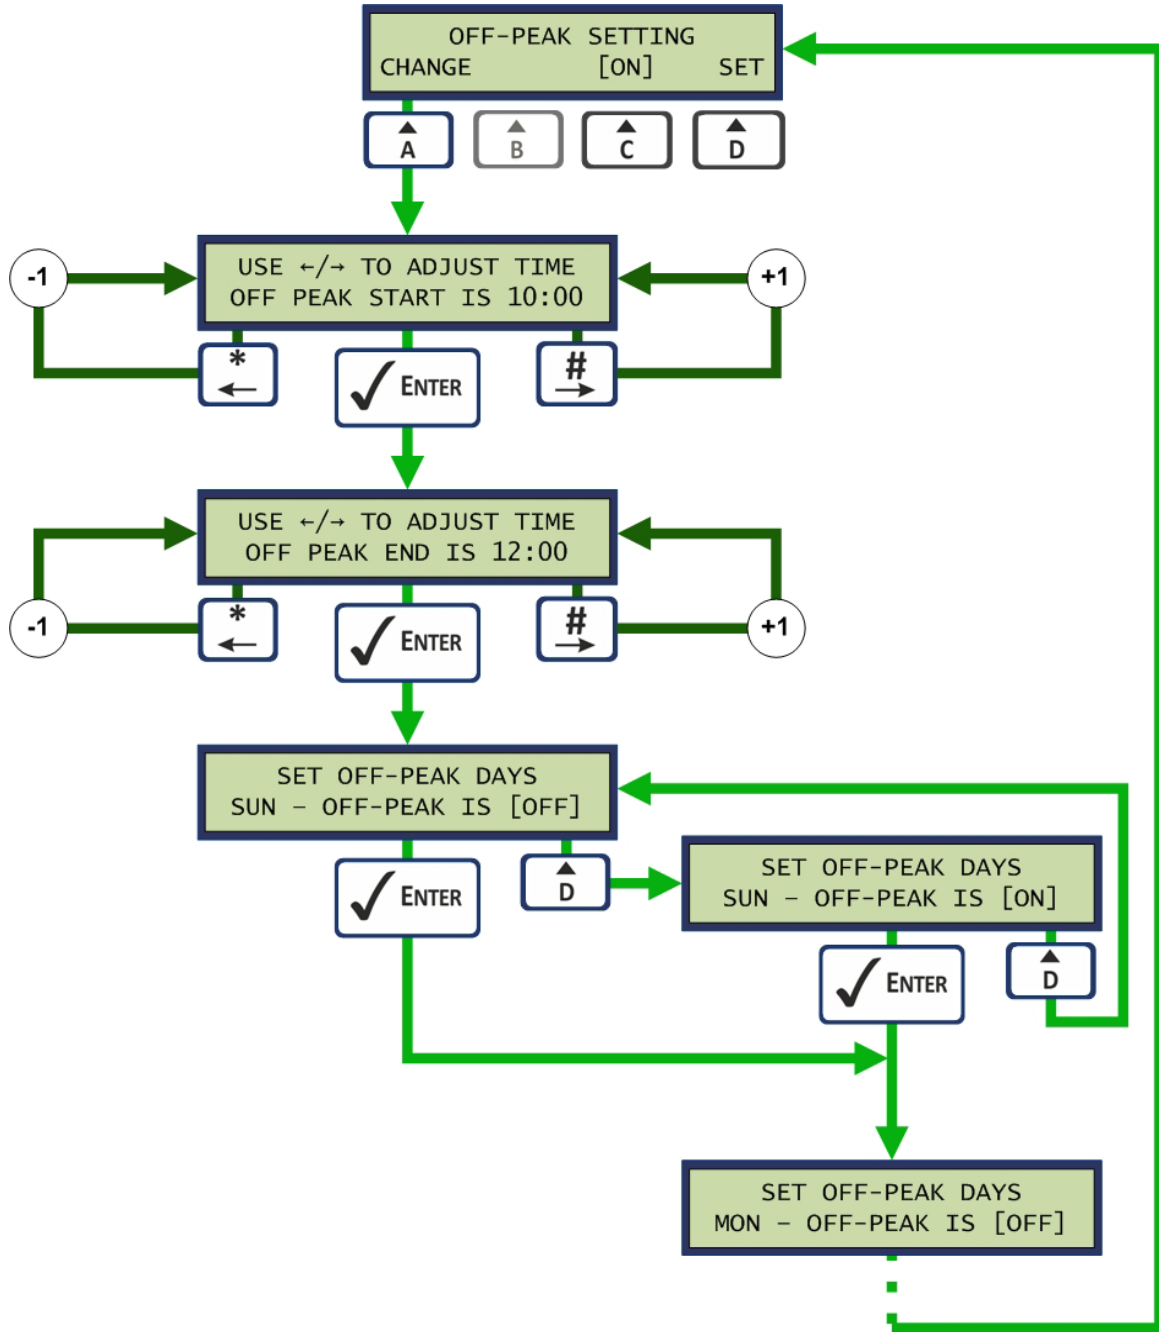 OFF-PEAK SETTING
CHANGE [ON] SET
A B C D
USE ←/→ TO ADJUST TIME
OFF PEAK START IS 10:00
-1
+1
*
←
✓ ENTER
#
→
USE ←/→ TO ADJUST TIME
OFF PEAK END IS 12:00
*
←
✓ ENTER
#
→
-1
+1
SET OFF-PEAK DAYS
SUN – OFF-PEAK IS [OFF]
✓ ENTER
D
SET OFF-PEAK DAYS
SUN – OFF-PEAK IS [ON]
✓ ENTER
D
SET OFF-PEAK DAYS
MON – OFF-PEAK IS [OFF]